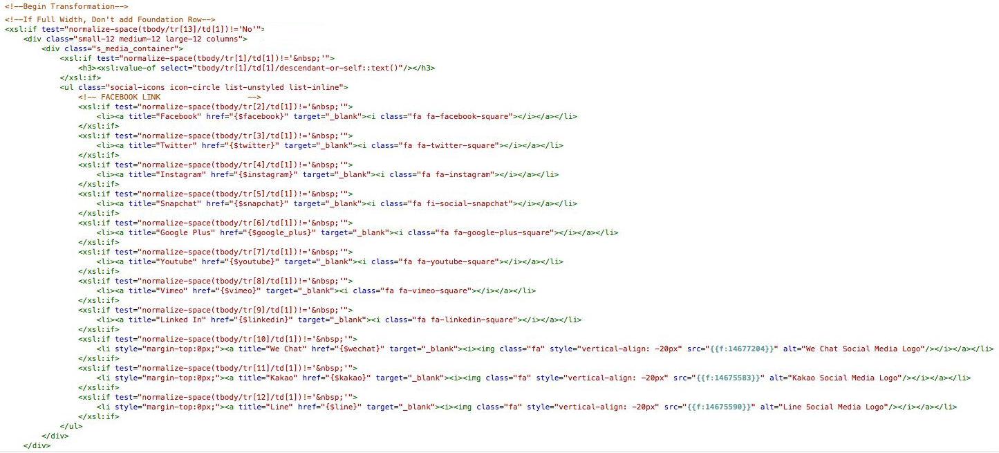 <!--Begin Transformation-->
<!--If Full Width, Don't add Foundation Row-->
<xsl:if test="normalize-space(tbody/tr[13]/td[1])!='No'">
<div class="small-12 medium-12 large-12 columns">
<div class="s_media_container">
<xsl:if test="normalize-space(tbody/tr[1]/td[1])!='&nbsp;'">
<h3><xsl:value-of select="tbody/tr[1]/td[1]/descendant-or-self::text()"/></h3>
</xsl:if>
<ul class="social-icons icon-circle list-unstyled list-inline">
<!-- FACEBOOK LINK -->
<xsl:if test="normalize-space(tbody/tr[2]/td[1])!='&nbsp;'">
<li><a title="Facebook" href="{$facebook}" target="_blank"><i class="fa fa-facebook-square"></i></a></li>
</xsl:if>
<xsl:if test="normalize-space(tbody/tr[3]/td[1])!='&nbsp;'">
<li><a title="Twitter" href="{$twitter}" target="_blank"><i class="fa fa-twitter-square"></i></a></li>
</xsl:if>
<xsl:if test="normalize-space(tbody/tr[4]/td[1])!='&nbsp;'">
<li><a title="Instagram" href="{$instagram}" target="_blank"><i class="fa fa-instagram"></i></a></li>
</xsl:if>
<xsl:if test="normalize-space(tbody/tr[5]/td[1])!='&nbsp;'">
<li><a title="Snapchat" href="{$snapchat}" target="_blank"><i class="fa fi-social-snapchat"></i></a></li>
</xsl:if>
<xsl:if test="normalize-space(tbody/tr[6]/td[1])!='&nbsp;'">
<li><a title="Google Plus" href="{$google_plus}" target="_blank"><i class="fa fa-google-plus-square"></i></a></li>
</xsl:if>
<xsl:if test="normalize-space(tbody/tr[7]/td[1])!='&nbsp;'">
<li><a title="Youtube" href="{$youtube}" target="_blank"><i class="fa fa-youtube-square"></i></a></li>
</xsl:if>
<xsl:if test="normalize-space(tbody/tr[8]/td[1])!='&nbsp;'">
<li><a title="Vimeo" href="{$vimeo}" target="_blank"><i class="fa fa-vimeo-square"></i></a></li>
</xsl:if>
<xsl:if test="normalize-space(tbody/tr[9]/td[1])!='&nbsp;'">
<li><a title="Linked In" href="{$linkedin}" target="_blank"><i class="fa fa-linkedin-square"></i></a></li>
</xsl:if>
<xsl:if test="normalize-space(tbody/tr[10]/td[1])!='&nbsp;'">
<li style="margin-top:0px;"><a title="We Chat" href="{$wechat}" target="_blank"><i><img class="fa" style="vertical-align: -20px" src="{{f:14677204}}" alt="We Chat Social Media Logo"/></i></a></li>
</xsl:if>
<xsl:if test="normalize-space(tbody/tr[11]/td[1])!='&nbsp;'">
<li style="margin-top:0px;"><a title="Kakao" href="{$kakao}" target="_blank"><i><img class="fa" style="vertical-align: -20px" src="{{f:14675583}}" alt="Kakao Social Media Logo"/></i></a></li>
</xsl:if>
<xsl:if test="normalize-space(tbody/tr[12]/td[1])!='&nbsp;'">
<li style="margin-top:0px;"><a title="Line" href="{$line}" target="_blank"><i><img class="fa" style="vertical-align: -20px" src="{{f:14675590}}" alt="Line Social Media Logo"/></i></a></li>
</xsl:if>
</ul>
</div>
</div>